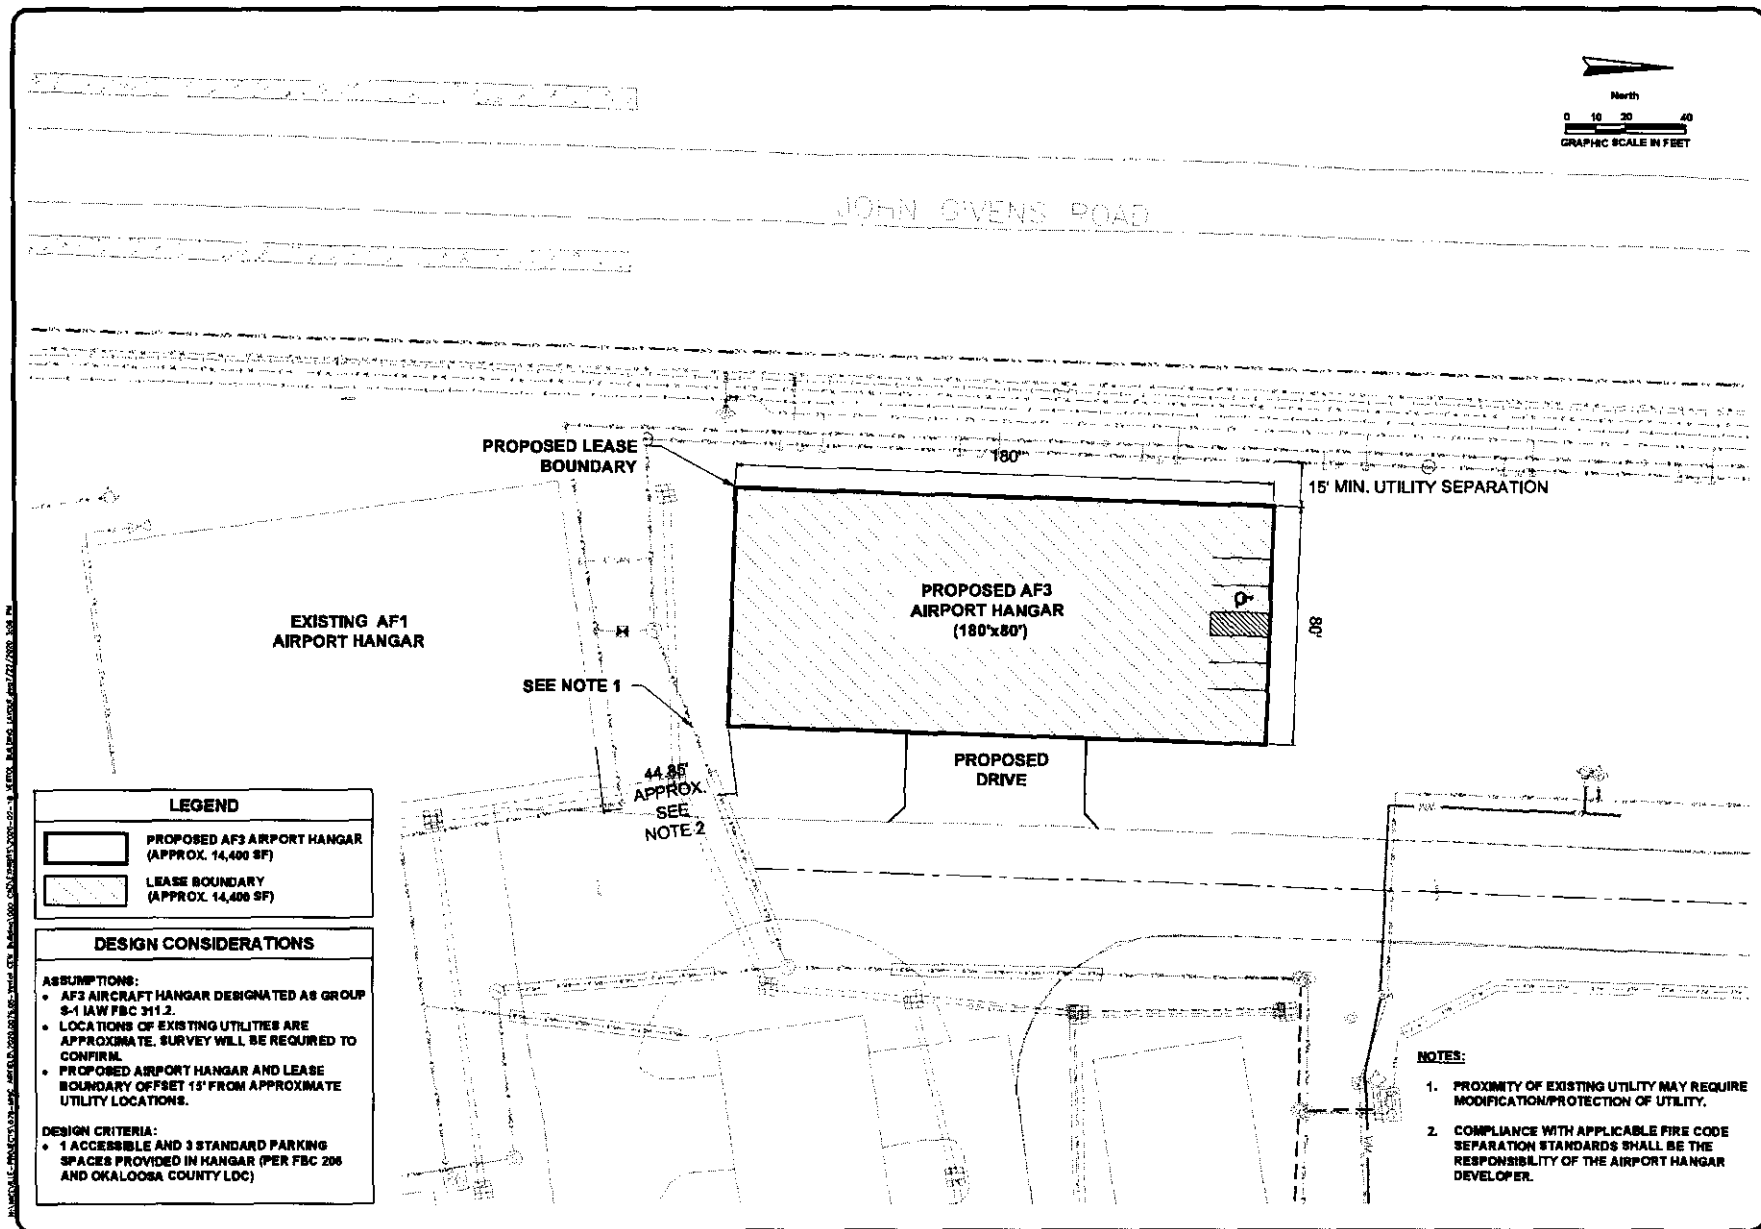 North
0 10 20 40
GRAPHIC SCALE IN FEET
JOHN GIVENS ROAD
PROPOSED LEASE
BOUNDARY
180'
15' MIN. UTILITY SEPARATION
EXISTING AF1
AIRPORT HANGAR
PROPOSED AF3
AIRPORT HANGAR
(180'x80')
80'
SEE NOTE 1
44.85'
APPROX.
SEE
NOTE 2
PROPOSED
DRIVE
LEGEND
PROPOSED AF3 AIRPORT HANGAR
(APPROX. 14,400 SF)
LEASE BOUNDARY
(APPROX. 14,400 SF)
DESIGN CONSIDERATIONS
ASSUMPTIONS:
• AF3 AIRCRAFT HANGAR DESIGNATED AS GROUP
S-1 IAW FBC 311.2.
• LOCATIONS OF EXISTING UTILITIES ARE
APPROXIMATE. SURVEY WILL BE REQUIRED TO
CONFIRM.
• PROPOSED AIRPORT HANGAR AND LEASE
BOUNDARY OFFSET 15' FROM APPROXIMATE
UTILITY LOCATIONS.
DESIGN CRITERIA:
• 1 ACCESSIBLE AND 3 STANDARD PARKING
SPACES PROVIDED IN HANGAR (PER FBC 208
AND OKALOOSA COUNTY LDC)
NOTES:
1. PROXIMITY OF EXISTING UTILITY MAY REQUIRE
MODIFICATION/PROTECTION OF UTILITY.
2. COMPLIANCE WITH APPLICABLE FIRE CODE
SEPARATION STANDARDS SHALL BE THE
RESPONSIBILITY OF THE AIRPORT HANGAR
DEVELOPER.